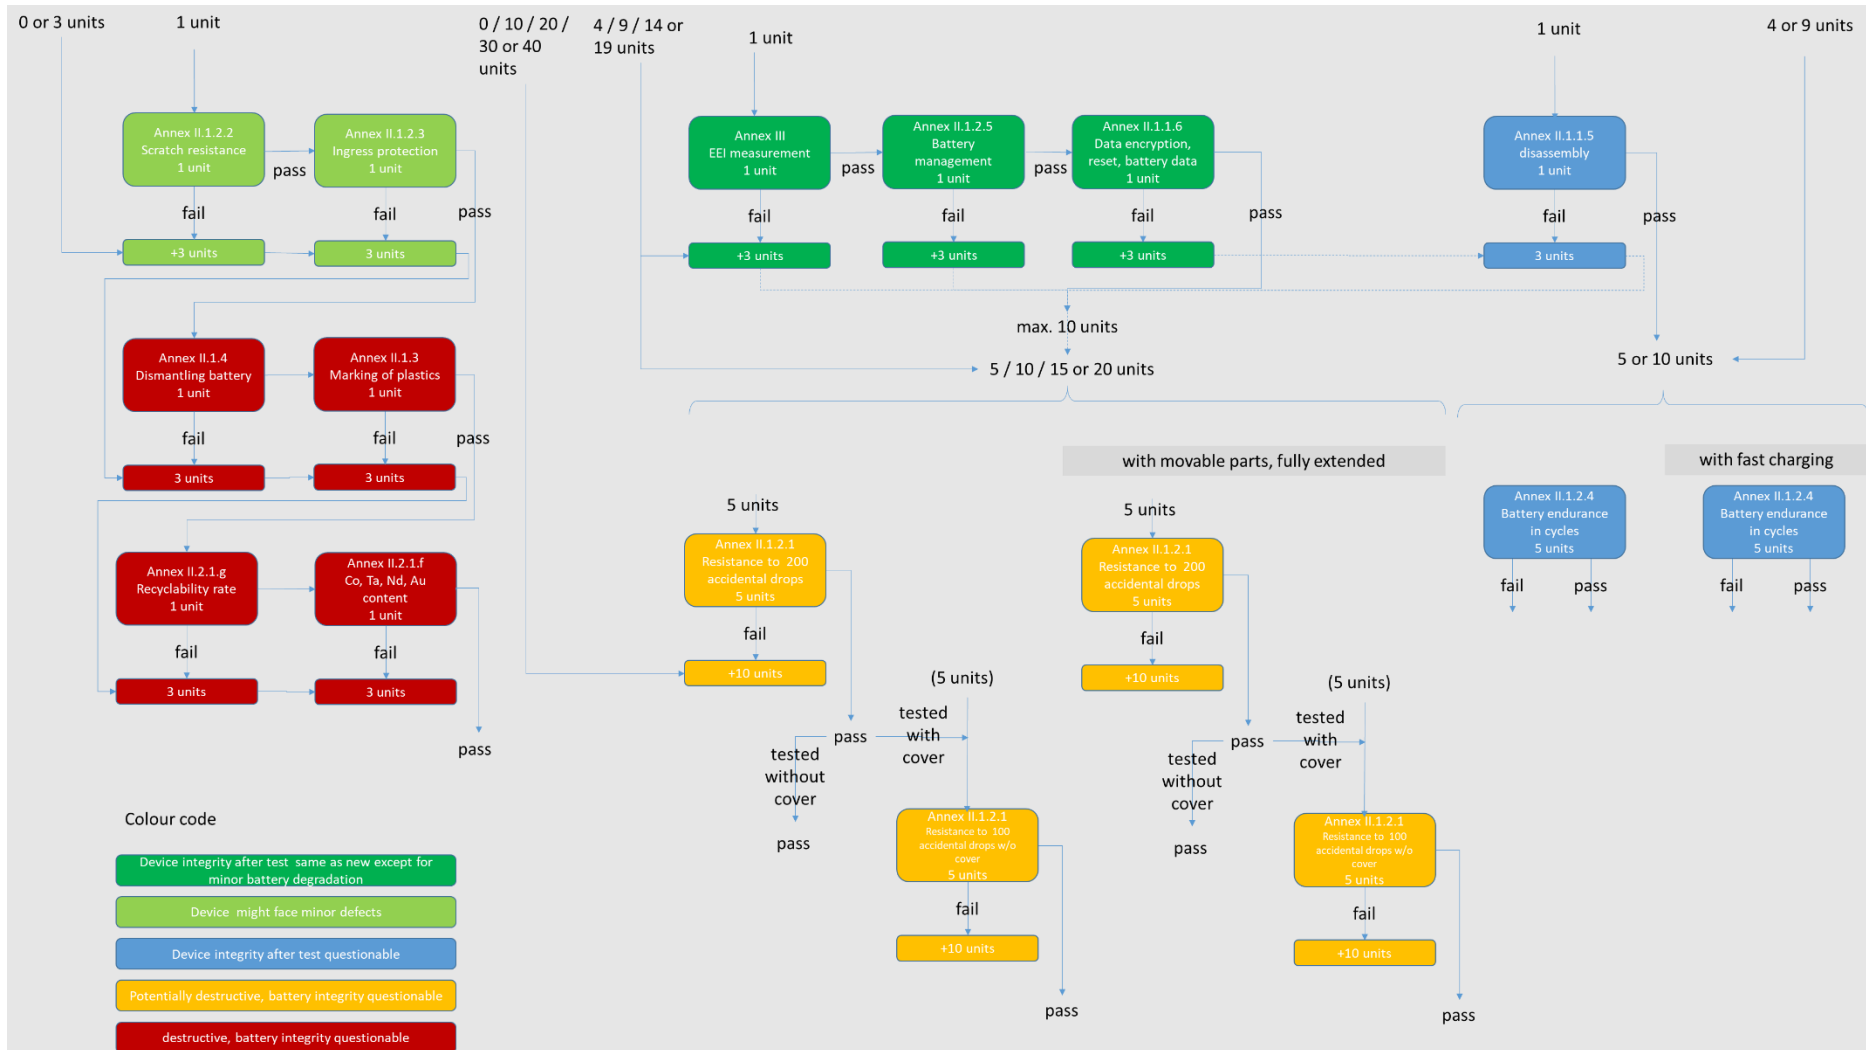 0 or 3 units
1 unit
0 / 10 / 20 /
30 or 40
units
4 / 9 / 14 or
19 units
1 unit
1 unit
4 or 9 units
Annex II.1.2.2
Scratch resistance
1 unit
pass
Annex II.1.2.3
Ingress protection
1 unit
fail
fail
pass
+3 units
3 units
Annex III
EEI measurement
1 unit
pass
Annex II.1.2.5
Battery
management
1 unit
pass
Annex II.1.1.6
Data encryption,
reset, battery data
1 unit
fail
fail
fail
pass
+3 units
+3 units
+3 units
Annex II.1.1.5
disassembly
1 unit
fail
pass
3 units
max. 10 units
5 / 10 / 15 or 20 units
5 or 10 units
Annex II.1.4
Dismantling battery
1 unit
Annex II.1.3
Marking of plastics
1 unit
fail
fail
pass
3 units
3 units
Annex II.2.1.g
Recyclability rate
1 unit
Annex II.2.1.f
Co, Ta, Nd, Au
content
1 unit
fail
fail
3 units
3 units
pass
with movable parts, fully extended
with fast charging
5 units
Annex II.1.2.1
Resistance to 200
accidental drops
5 units
fail
+10 units
(5 units)
tested
with
cover
pass
tested
without
cover
pass
Annex II.1.2.1
Resistance to 100
accidental drops w/o
cover
5 units
fail
+10 units
pass
5 units
Annex II.1.2.1
Resistance to 200
accidental drops
5 units
fail
+10 units
(5 units)
tested
with
cover
pass
tested
without
cover
pass
Annex II.1.2.1
Resistance to 100
accidental drops w/o
cover
5 units
fail
+10 units
pass
Annex II.1.2.4
Battery endurance
in cycles
5 units
fail
pass
Annex II.1.2.4
Battery endurance
in cycles
5 units
fail
pass
Colour code
Device integrity after test same as new except for
minor battery degradation
Device might face minor defects
Device integrity after test questionable
Potentially destructive, battery integrity questionable
destructive, battery integrity questionable